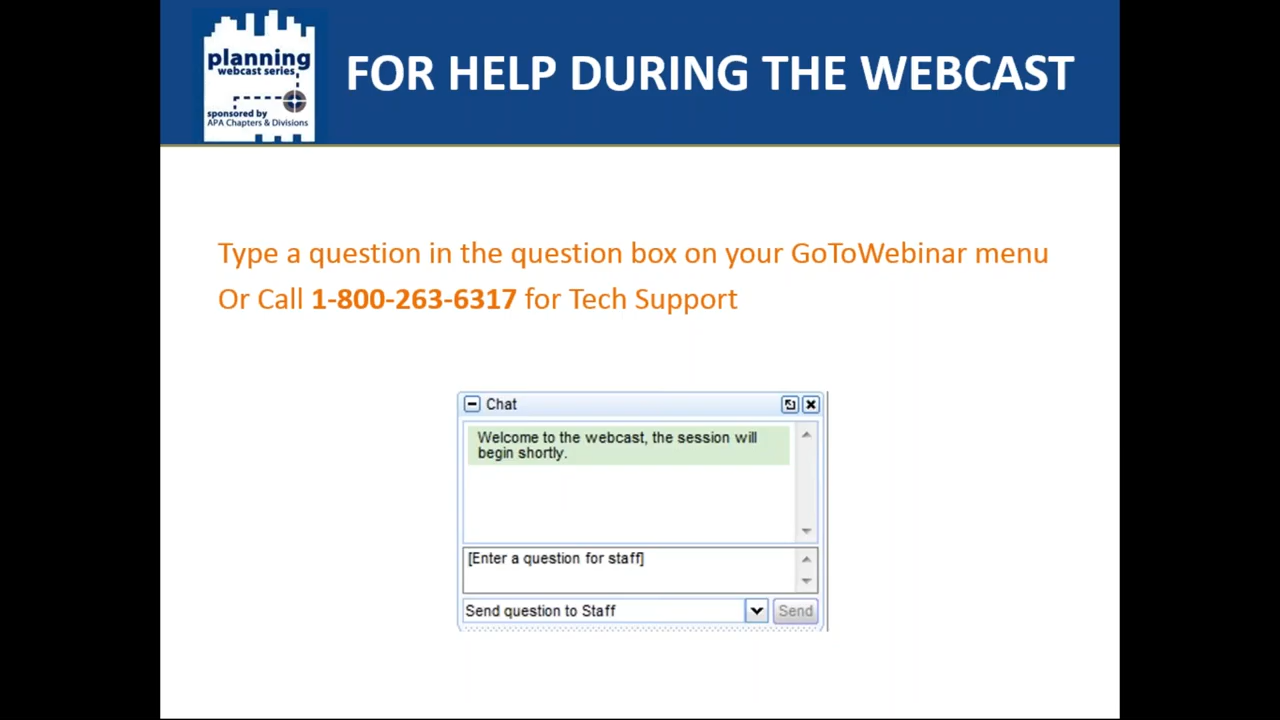 planning
webcast series
sponsored by
APA Chapters & Divisions
FOR HELP DURING THE WEBCAST
Type a question in the question box on your GoToWebinar menu
Or Call 1-800-263-6317 for Tech Support
Chat
Welcome to the webcast, the session will
begin shortly.
[Enter a question for staff]
Send question to Staff
Send